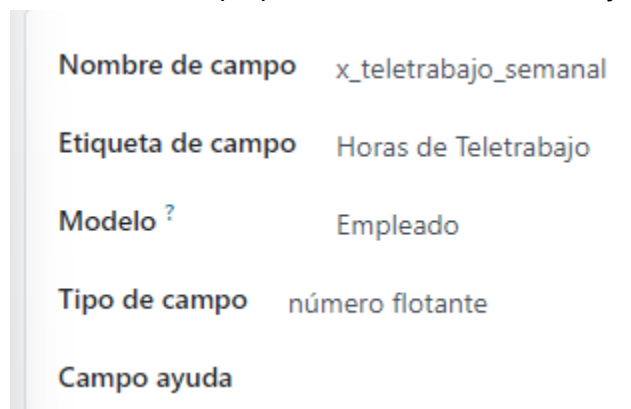 Nombre de campo x_teletrabajo_semanal
Etiqueta de campo Horas de Teletrabajo
Modelo ? Empleado
Tipo de campo número flotante
Campo ayuda